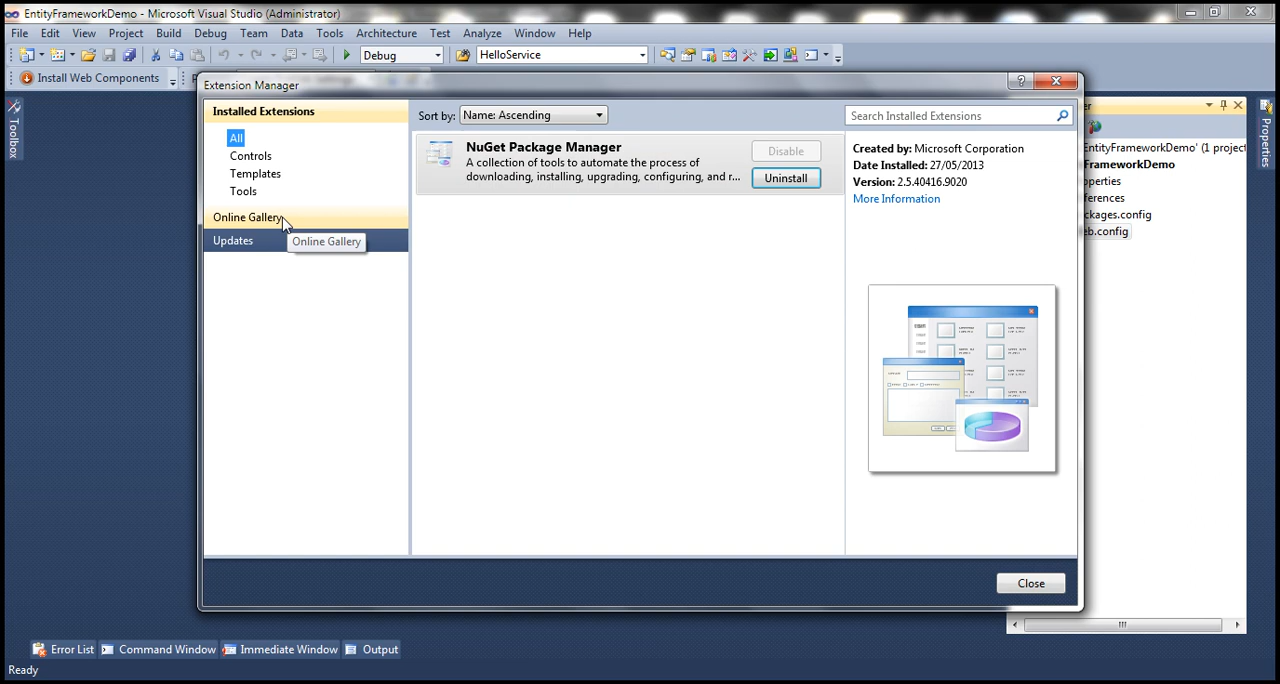 EntityFrameworkDemo - Microsoft Visual Studio (Administrator)
File Edit View Project Build Debug Team Data Tools Architecture Test Analyze Window Help
Debug HelloService
Install Web Components
Extension Manager
Installed Extensions
All
Controls
Templates
Tools
Online Gallery
Updates
Online Gallery
Sort by: Name: Ascending
NuGet Package Manager
A collection of tools to automate the process of
downloading, installing, upgrading, configuring, and r...
Disable
Uninstall
Search Installed Extensions
Created by: Microsoft Corporation
Date Installed: 27/05/2013
Version: 2.5.40416.9020
More Information
Close
Toolbox
er
EntityFrameworkDemo' (1 project
FrameworkDemo
operties
ferences
ckages.config
eb.config
Properties
Error List Command Window Immediate Window Output
Ready